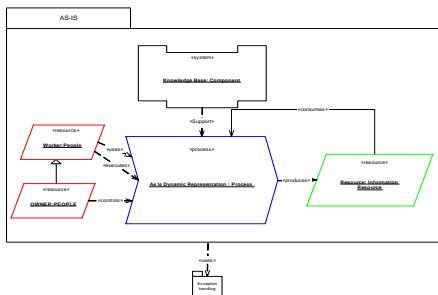 AS-IS
«system»
Knowledge Base: Component
«consumes»
«Support»
«resource»
Worker:People
«uses»
«executes»
«process»
«resource»
As Is Dynamic Representation : Process
«produces»
Resource: Information
Resource
«resource»
OWNER:PEOPLE
«controls»
«uses»
Exception
handling